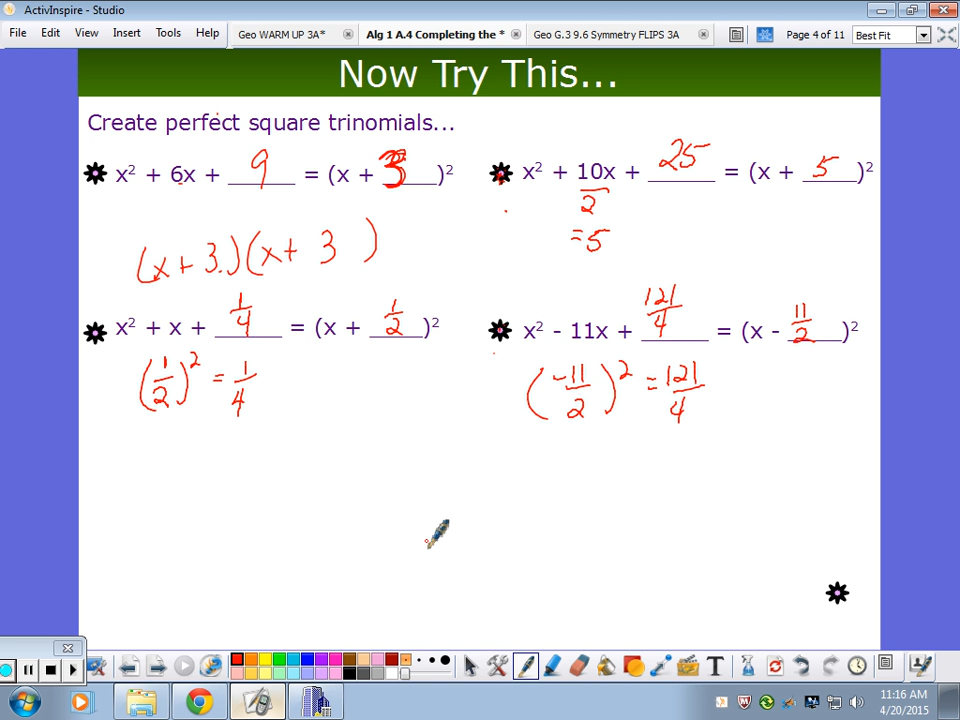 ActivInspire - Studio
File Edit View Insert Tools Help
Geo WARM UP 3A*
Alg 1 A.4 Completing the *
Geo G.3 9.6 Symmetry FLIPS 3A
Page 4 of 11
Best Fit
Now Try This...
Create perfect square trinomials...
x² + 6x + 9 = (x + 3)²
(x + 3)(x + 3)
x² + 10x + 25 = (x + 5)²
2
= 5
x² + x + 1/4 = (x + 1/2)²
(1/2)² = 1/4
x² - 11x + 121/4 = (x - 11/2)²
(-11/2)² = 121/4
T
11:16 AM
4/20/2015